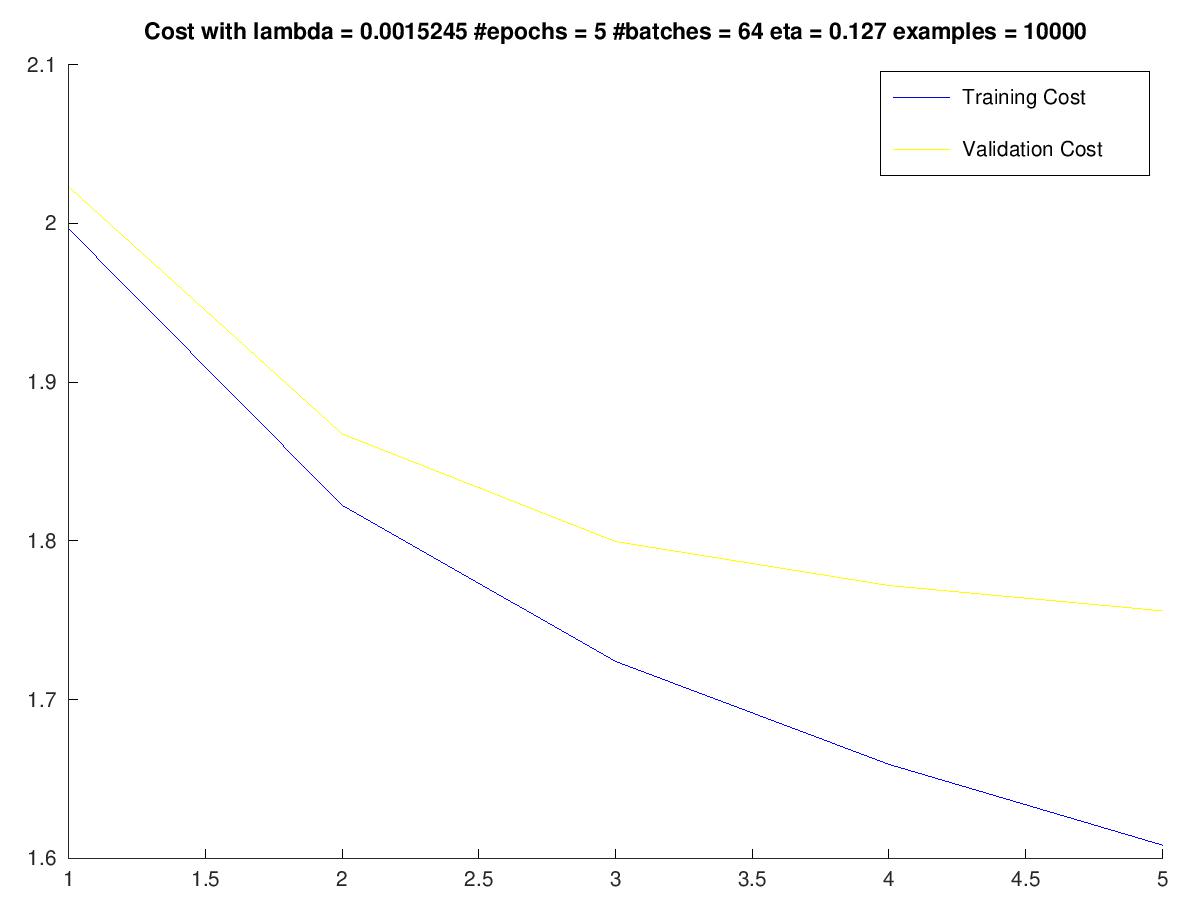 Cost with lambda = 0.0015245 #epochs = 5 #batches = 64 eta = 0.127 examples = 10000
2.1
Training Cost
Validation Cost
2
1.9
1.8
1.7
1.6
1 1.5 2 2.5 3 3.5 4 4.5 5